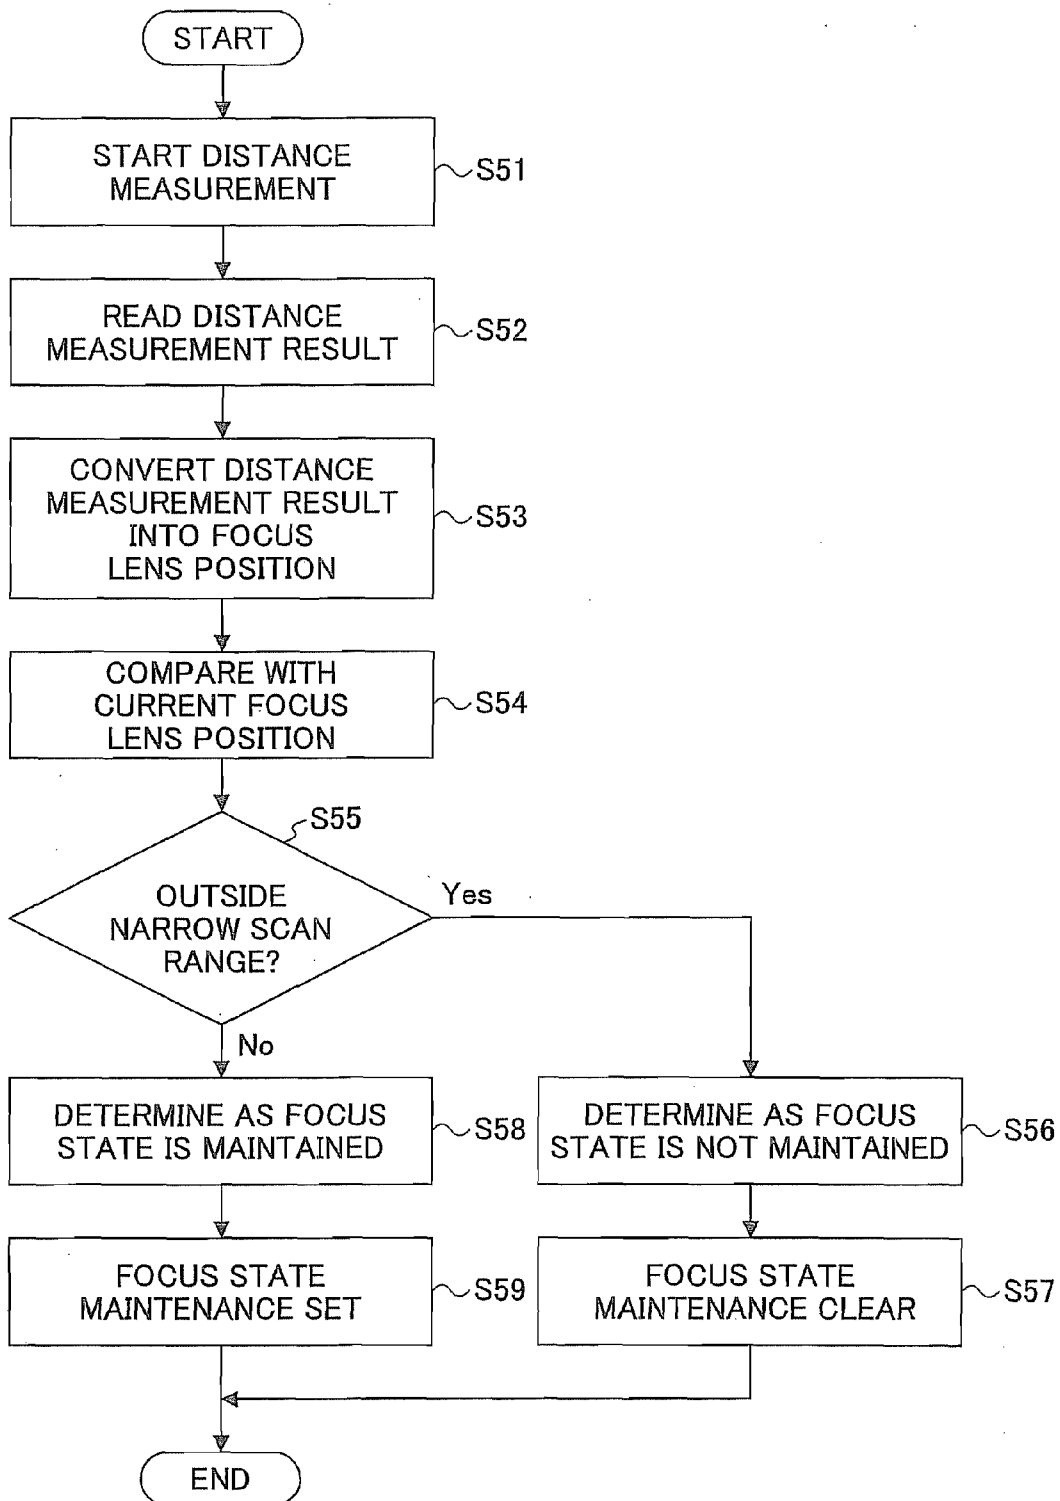 START
START DISTANCE
MEASUREMENT
S51
READ DISTANCE
MEASUREMENT RESULT
S52
CONVERT DISTANCE
MEASUREMENT RESULT
INTO FOCUS
LENS POSITION
S53
COMPARE WITH
CURRENT FOCUS
LENS POSITION
S54
S55
OUTSIDE
NARROW SCAN
RANGE?
Yes
No
DETERMINE AS FOCUS
STATE IS MAINTAINED
S58
DETERMINE AS FOCUS
STATE IS NOT MAINTAINED
S56
FOCUS STATE
MAINTENANCE SET
S59
FOCUS STATE
MAINTENANCE CLEAR
S57
END